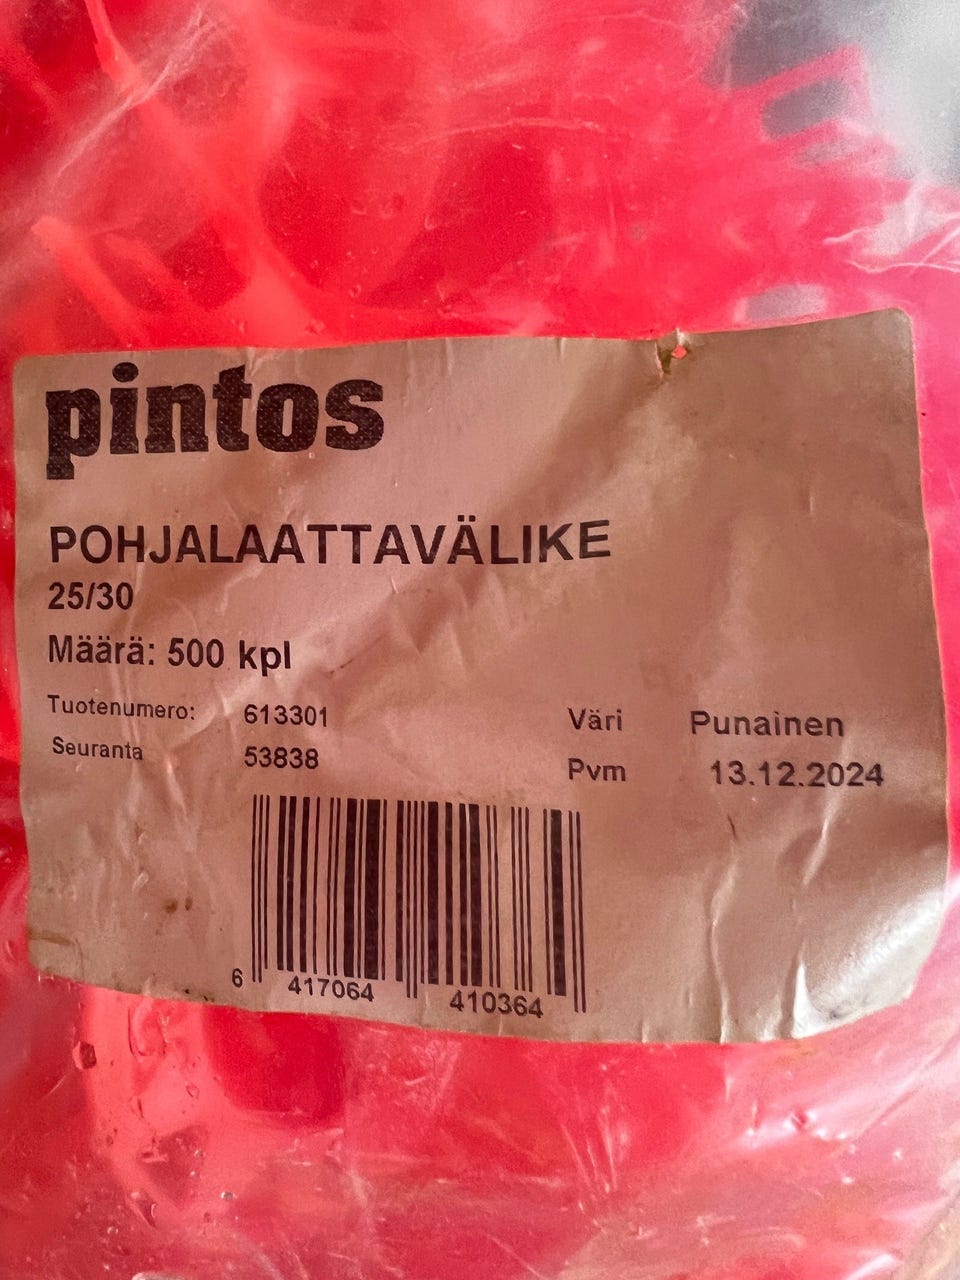 pintos
POHJALAATTAVÄLIKE
25/30
Määrä: 500 kpl
Tuotenumero: 613301 Väri Punainen
Seuranta 53838 Pvm 13.12.2024
6 417064 410364